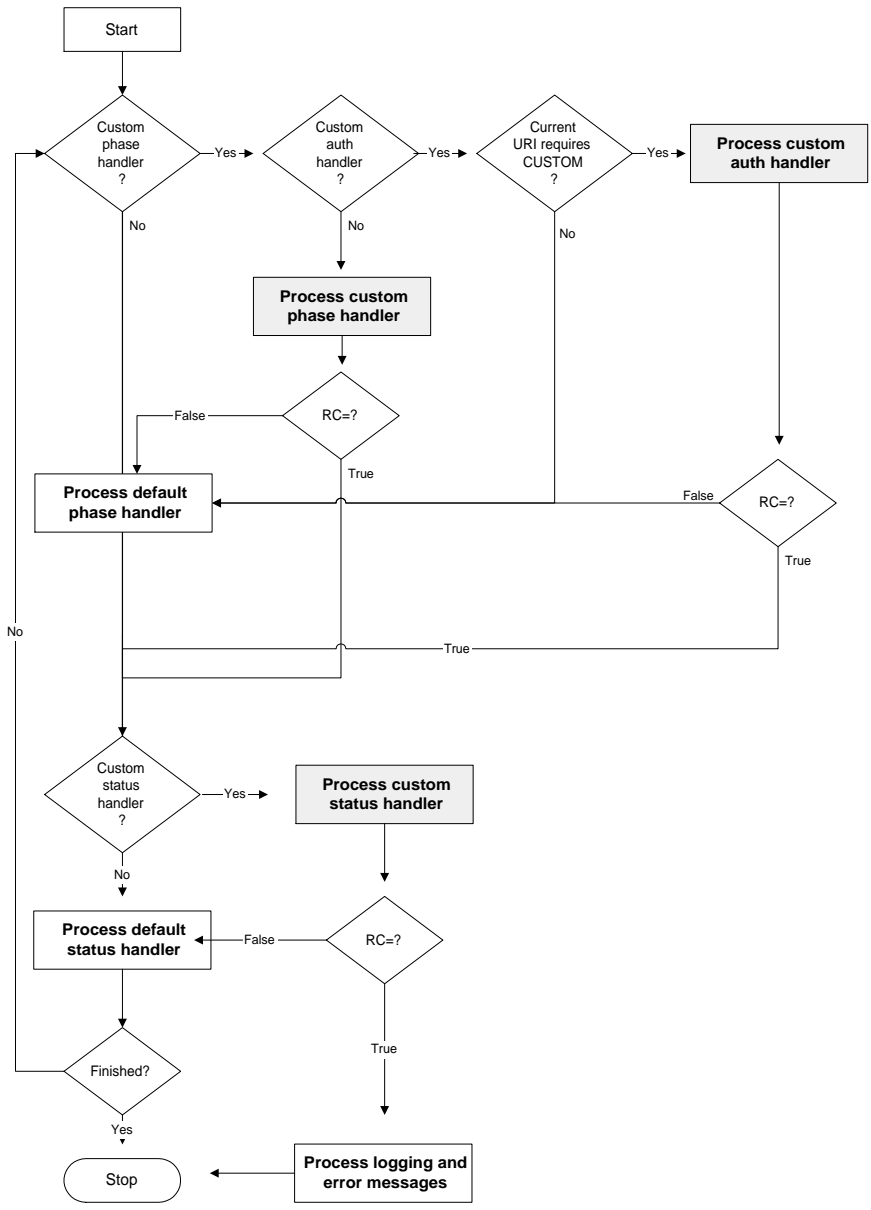 Start
Custom
phase
handler
?
Yes
Custom
auth
handler
?
Yes
Current
URI requires
CUSTOM
?
Yes
Process custom
auth handler
No
No
No
Process custom
phase handler
False
RC=?
True
Process default
phase handler
False
RC=?
True
No
True
Custom
status
handler
?
Yes
Process custom
status handler
No
Process default
status handler
False
RC=?
True
Finished?
Yes
Stop
Process logging and
error messages